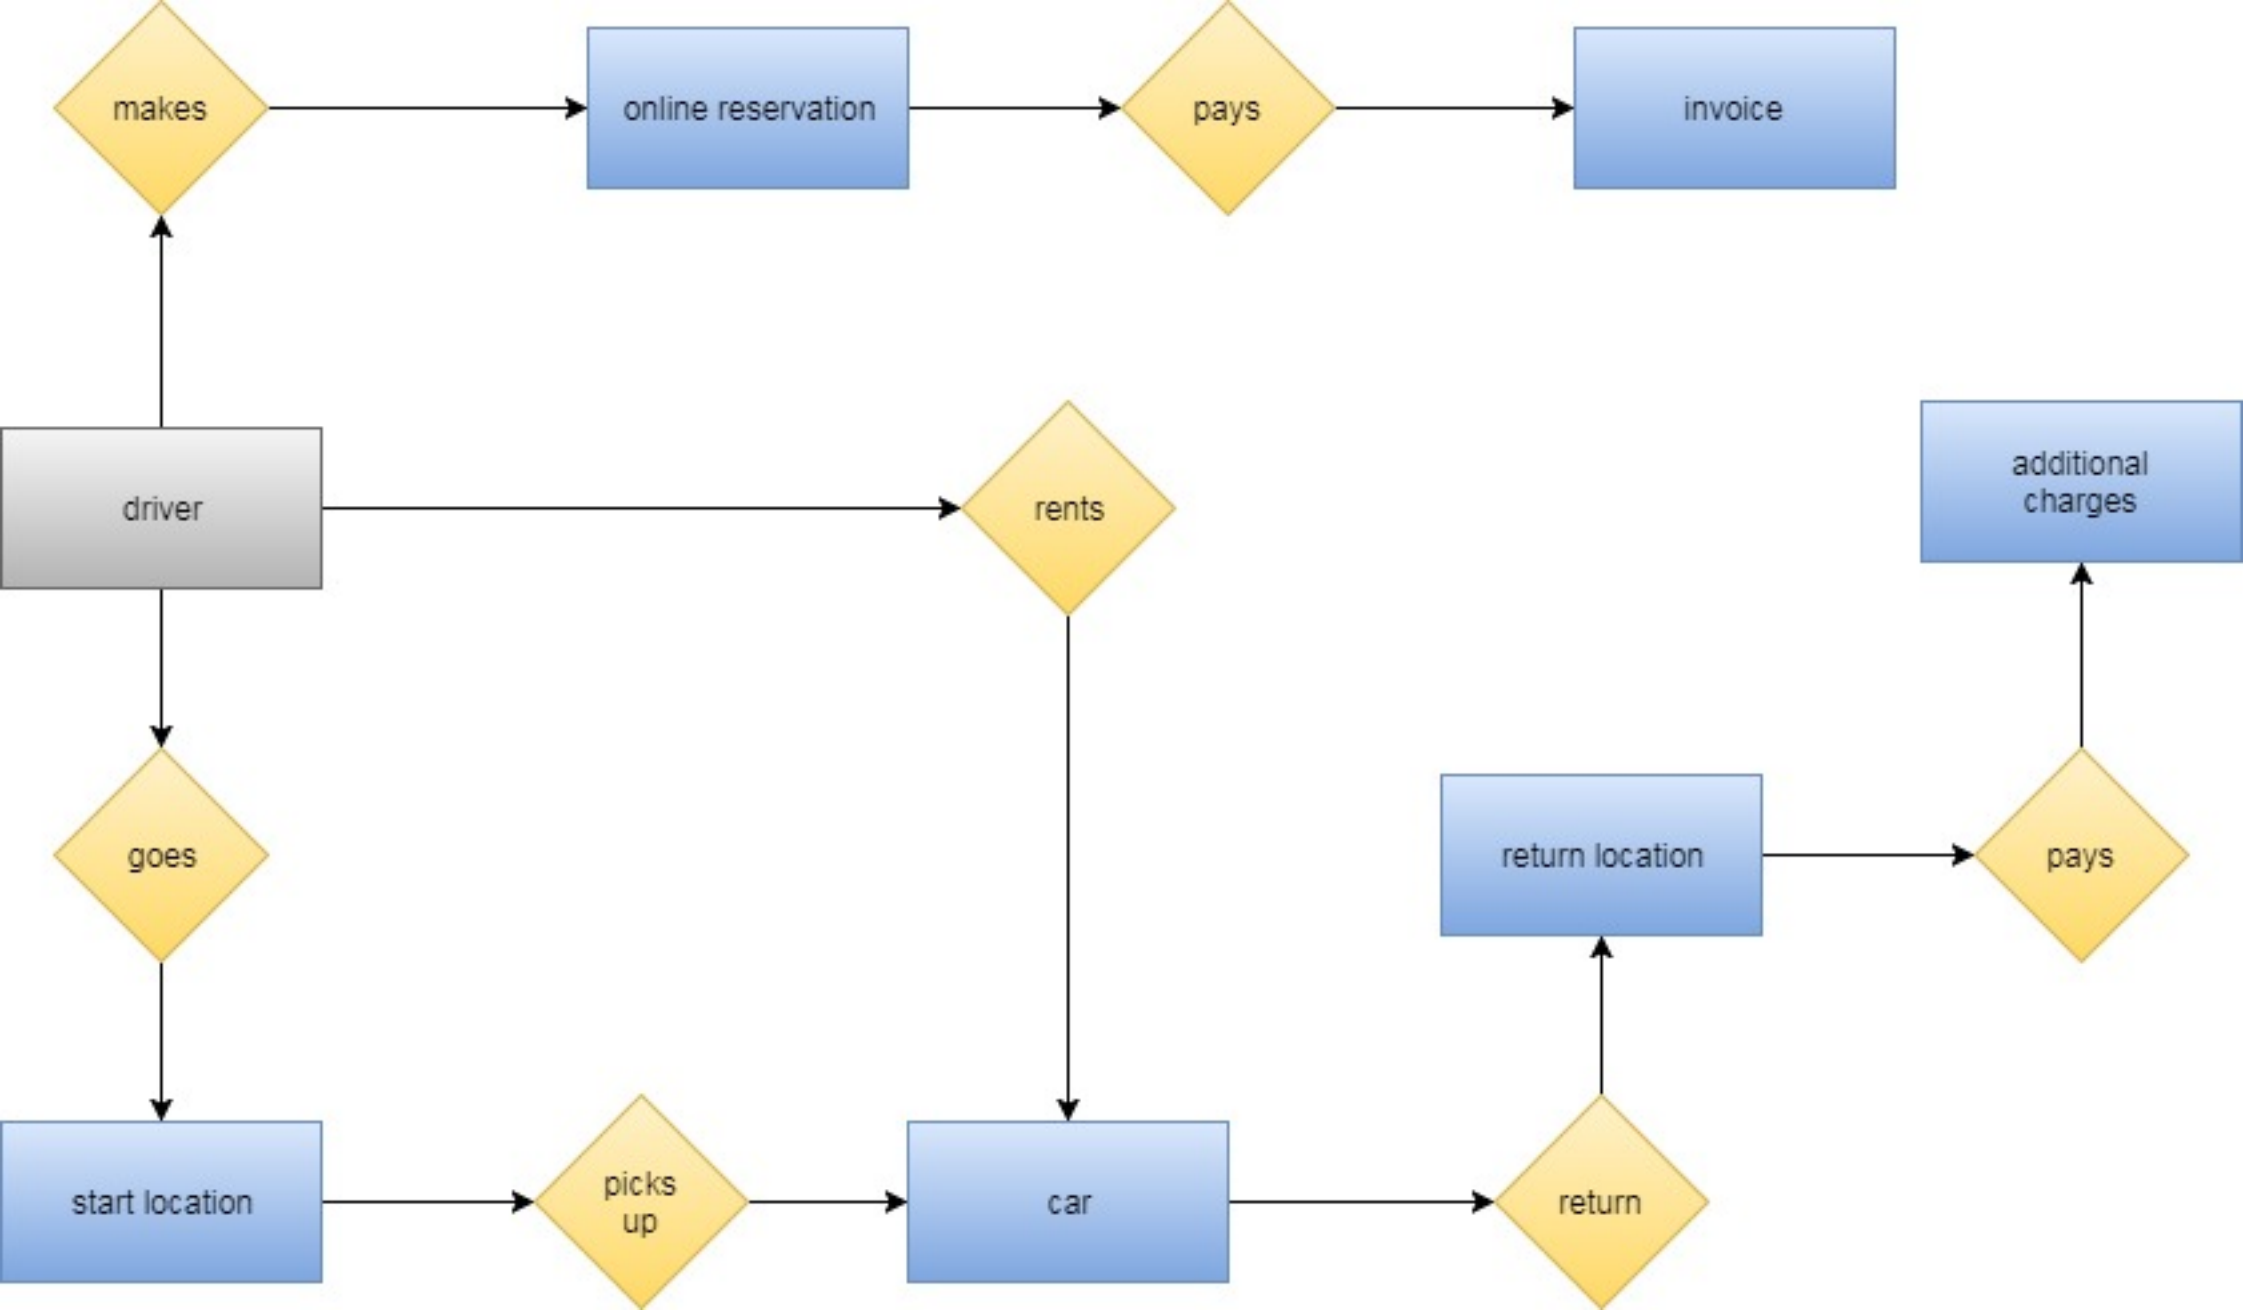 makes
online reservation
pays
invoice
driver
rents
additional
charges
goes
return location
pays
start location
picks
up
car
return